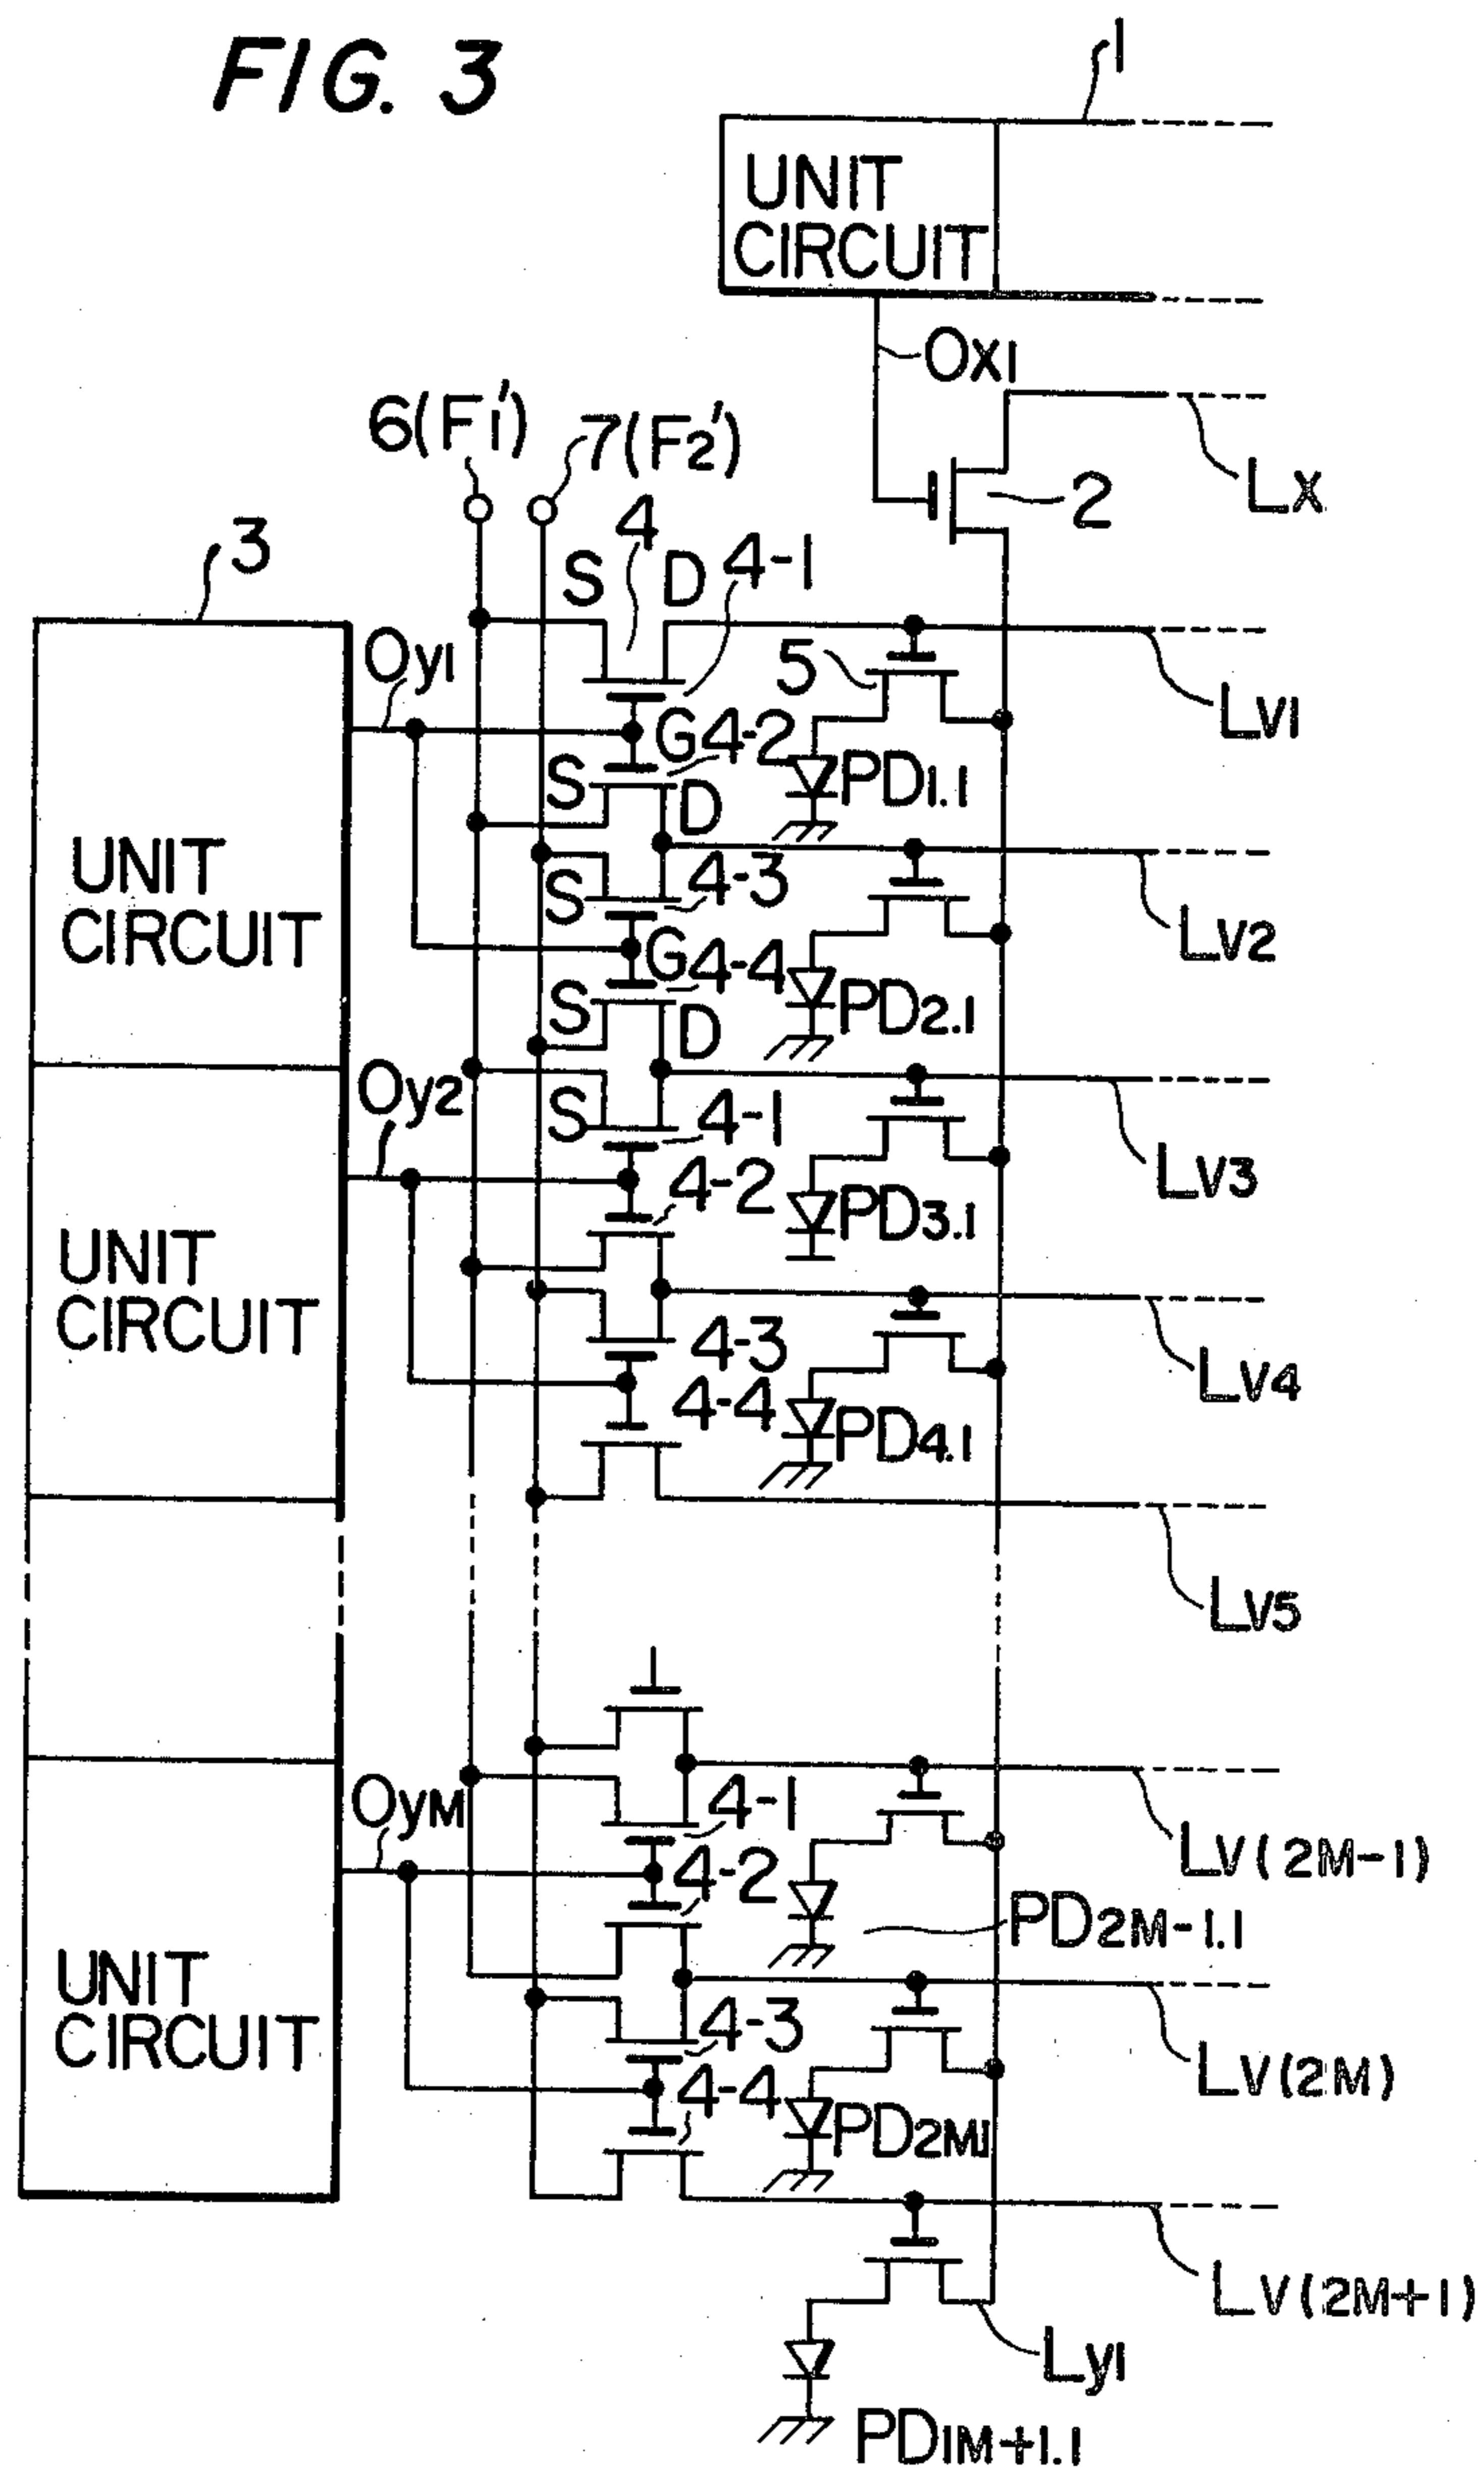 FIG. 3
1
UNIT
CIRCUIT
Ox1
6(F1')
7(F2')
Lx
2
3
4
S
D
4-1
Oy1
5
Lv1
G
4-2
S
D
PD1.1
UNIT
CIRCUIT
S
4-3
Lv2
G
4-4
S
D
PD2.1
Oy2
S
4-1
Lv3
4-2
PD3.1
UNIT
CIRCUIT
4-3
4-4
Lv4
PD4.1
Lv5
OyM
4-1
4-2
Lv(2M-1)
PD2M-1.1
UNIT
CIRCUIT
4-3
4-4
Lv(2M)
PD2M1
Lv(2M+1)
Ly1
PD1M+1.1